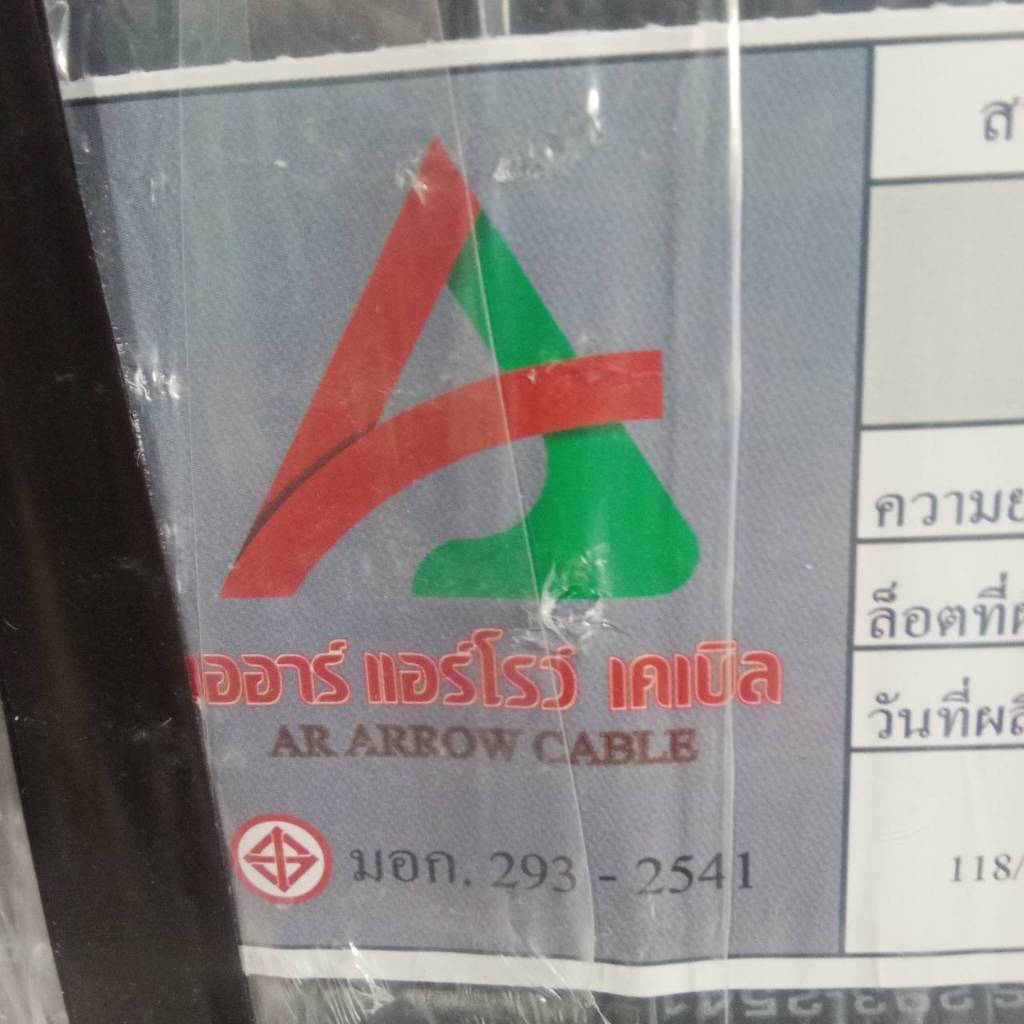 เออาร์ แอร์โรว์ เคเบิล
AR ARROW CABLE
มอก. 293 - 2541
ส
ความย
ล็อตที่ผ
วันที่ผลิ
118/